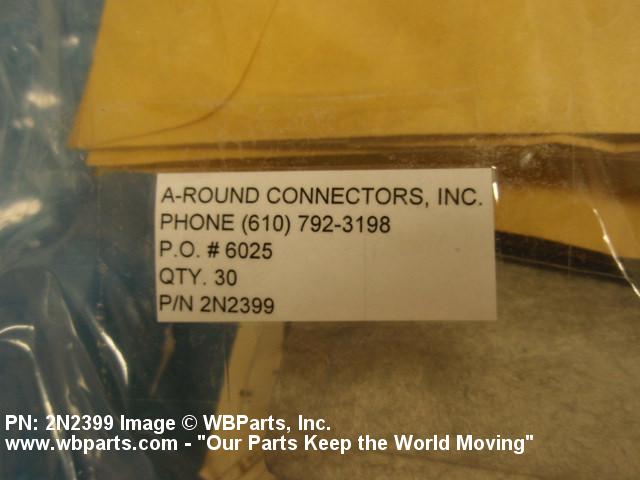 A-ROUND CONNECTORS, INC.
PHONE (610) 792-3198
P.O. # 6025
QTY. 30
P/N 2N2399
PN: 2N2399 Image © WBParts, Inc.
www.wbparts.com - "Our Parts Keep the World Moving"